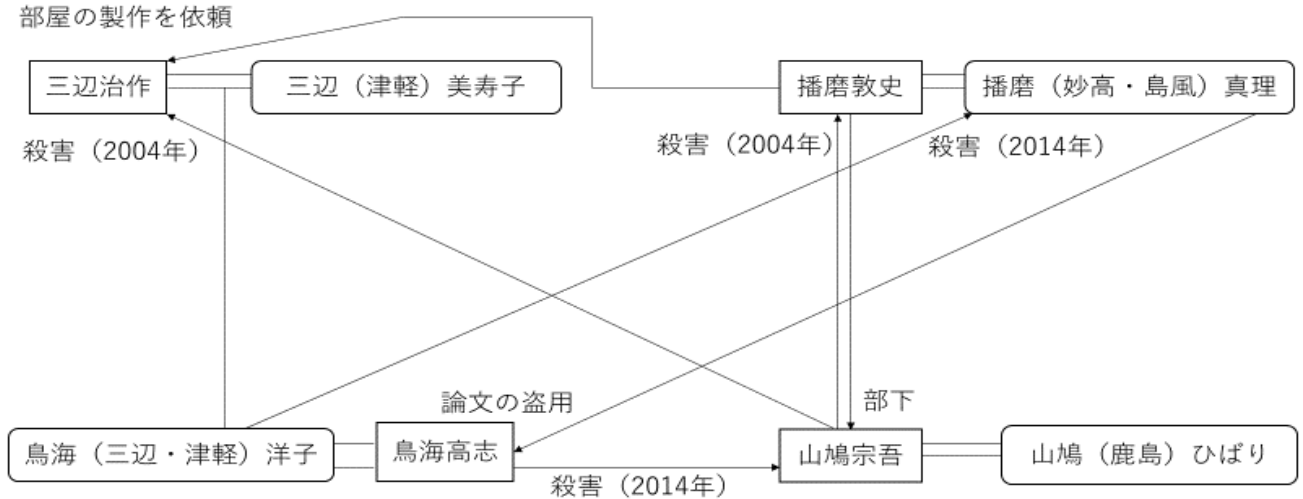 部屋の製作を依頼
三辺治作
三辺（津軽）美寿子
播磨敦史
播磨（妙高・島風）真理
殺害（2004年）
殺害（2004年）
殺害（2014年）
論文の盗用
部下
鳥海（三辺・津軽）洋子
鳥海高志
山鳩宗吾
山鳩（鹿島）ひばり
殺害（2014年）